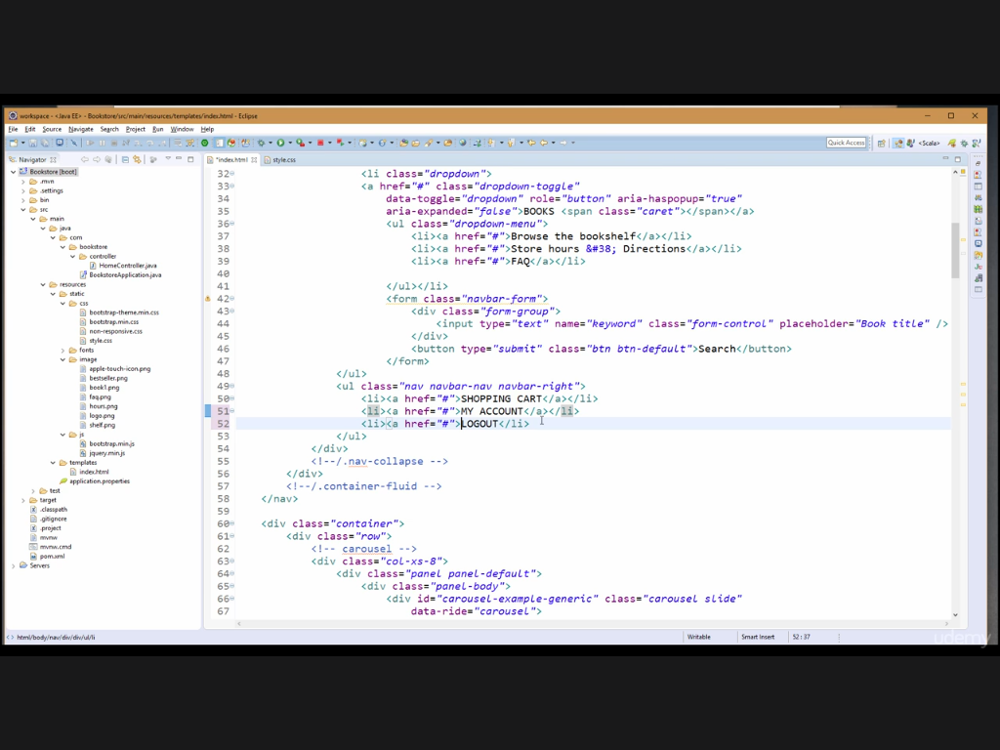 workspace - <Java EE> - Bookstore/src/main/resources/templates/index.html - Eclipse
File Edit Source Navigate Search Project Run Window Help
Quick Access
<Scala>
Navigator
*index.html
style.css
Bookstore [boot]
.mvn
.settings
bin
src
main
java
com
bookstore
controller
HomeController.java
BookstoreApplication.java
resources
static
css
bootstrap-theme.min.css
bootstrap.min.css
non-responsive.css
style.css
fonts
image
apple-touch-icon.png
bestseller.png
book1.png
faq.png
hours.png
logo.png
shelf.png
js
bootstrap.min.js
jquery.min.js
templates
index.html
application.properties
test
target
.classpath
.gitignore
.project
mvnw
mvnw.cmd
pom.xml
Servers
32 <li class="dropdown">
33 <a href="#" class="dropdown-toggle"
34 data-toggle="dropdown" role="button" aria-haspopup="true"
35 aria-expanded="false">BOOKS <span class="caret"></span></a>
36 <ul class="dropdown-menu">
37 <li><a href="#">Browse the bookshelf</a></li>
38 <li><a href="#">Store hours &#38; Directions</a></li>
39 <li><a href="#">FAQ</a></li>
40
41 </ul></li>
42 <form class="navbar-form">
43 <div class="form-group">
44 <input type="text" name="keyword" class="form-control" placeholder="Book title" />
45 </div>
46 <button type="submit" class="btn btn-default">Search</button>
47 </form>
48 </ul>
49 <ul class="nav navbar-nav navbar-right">
50 <li><a href="#">SHOPPING CART</a></li>
51 <li><a href="#">MY ACCOUNT</a></li>
52 <li><a href="#">LOGOUT</li>
53 </ul>
54 </div>
55 <!--/.nav-collapse -->
56 </div>
57 <!--/.container-fluid -->
58 </nav>
59
60 <div class="container">
61 <div class="row">
62 <!-- carousel -->
63 <div class="col-xs-8">
64 <div class="panel panel-default">
65 <div class="panel-body">
66 <div id="carousel-example-generic" class="carousel slide"
67 data-ride="carousel">
html/body/nav/div/div/ul/li
Writable
Smart Insert
52 : 37
udemy